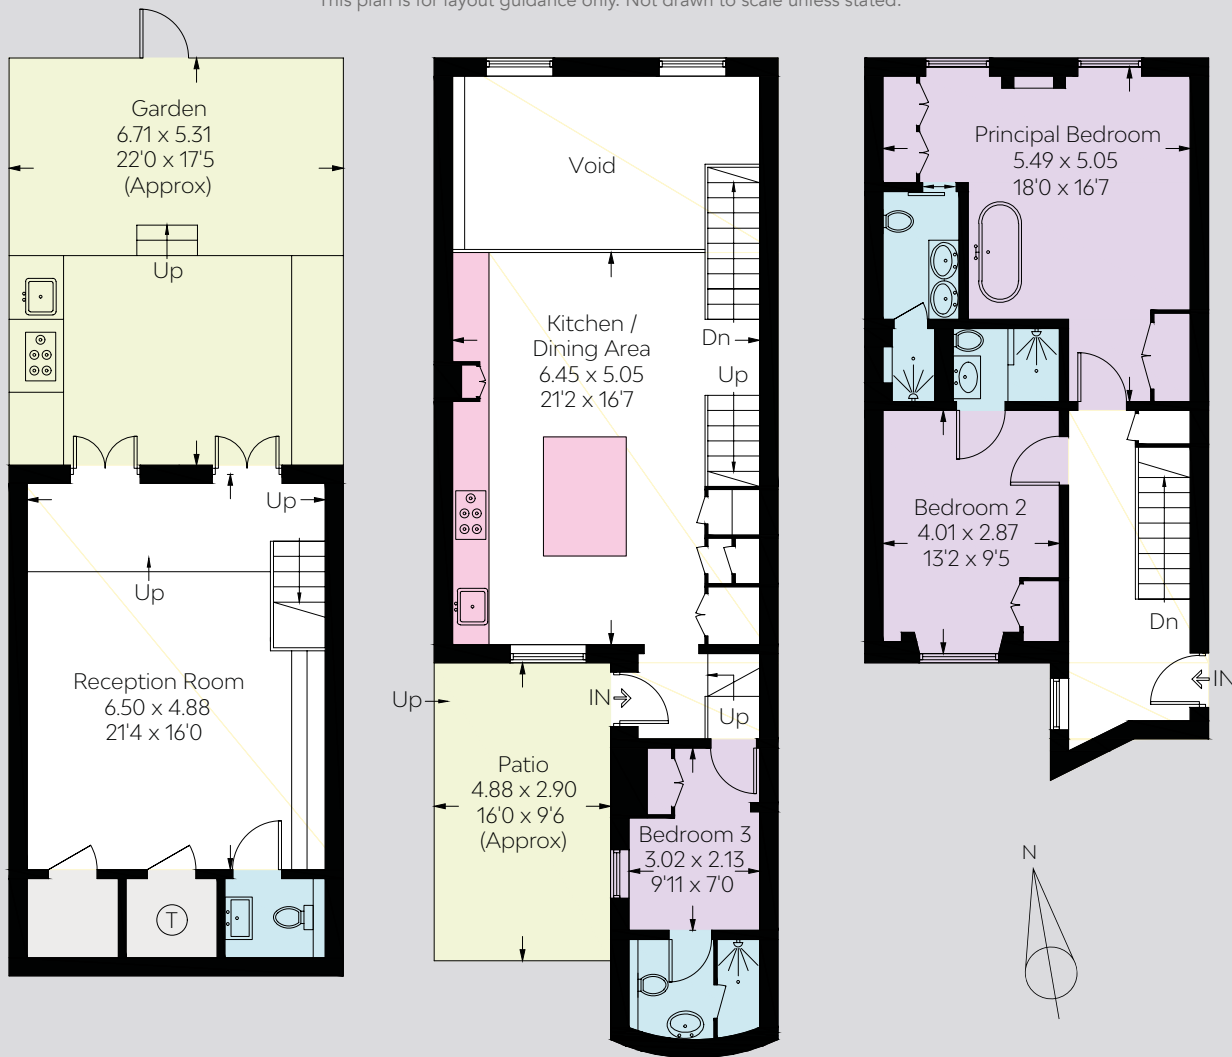 This plan is for layout guidance only. Not drawn to scale unless stated.
Garden
6.71 x 5.31
22'0 x 17'5
(Approx)
Up
Up
Up
Reception Room
6.50 x 4.88
21'4 x 16'0
T
Void
Kitchen /
Dining Area
6.45 x 5.05
21'2 x 16'7
Dn
Up
Up
IN
Up
Patio
4.88 x 2.90
16'0 x 9'6
(Approx)
Bedroom 3
3.02 x 2.13
9'11 x 7'0
Principal Bedroom
5.49 x 5.05
18'0 x 16'7
Bedroom 2
4.01 x 2.87
13'2 x 9'5
Dn
IN
N